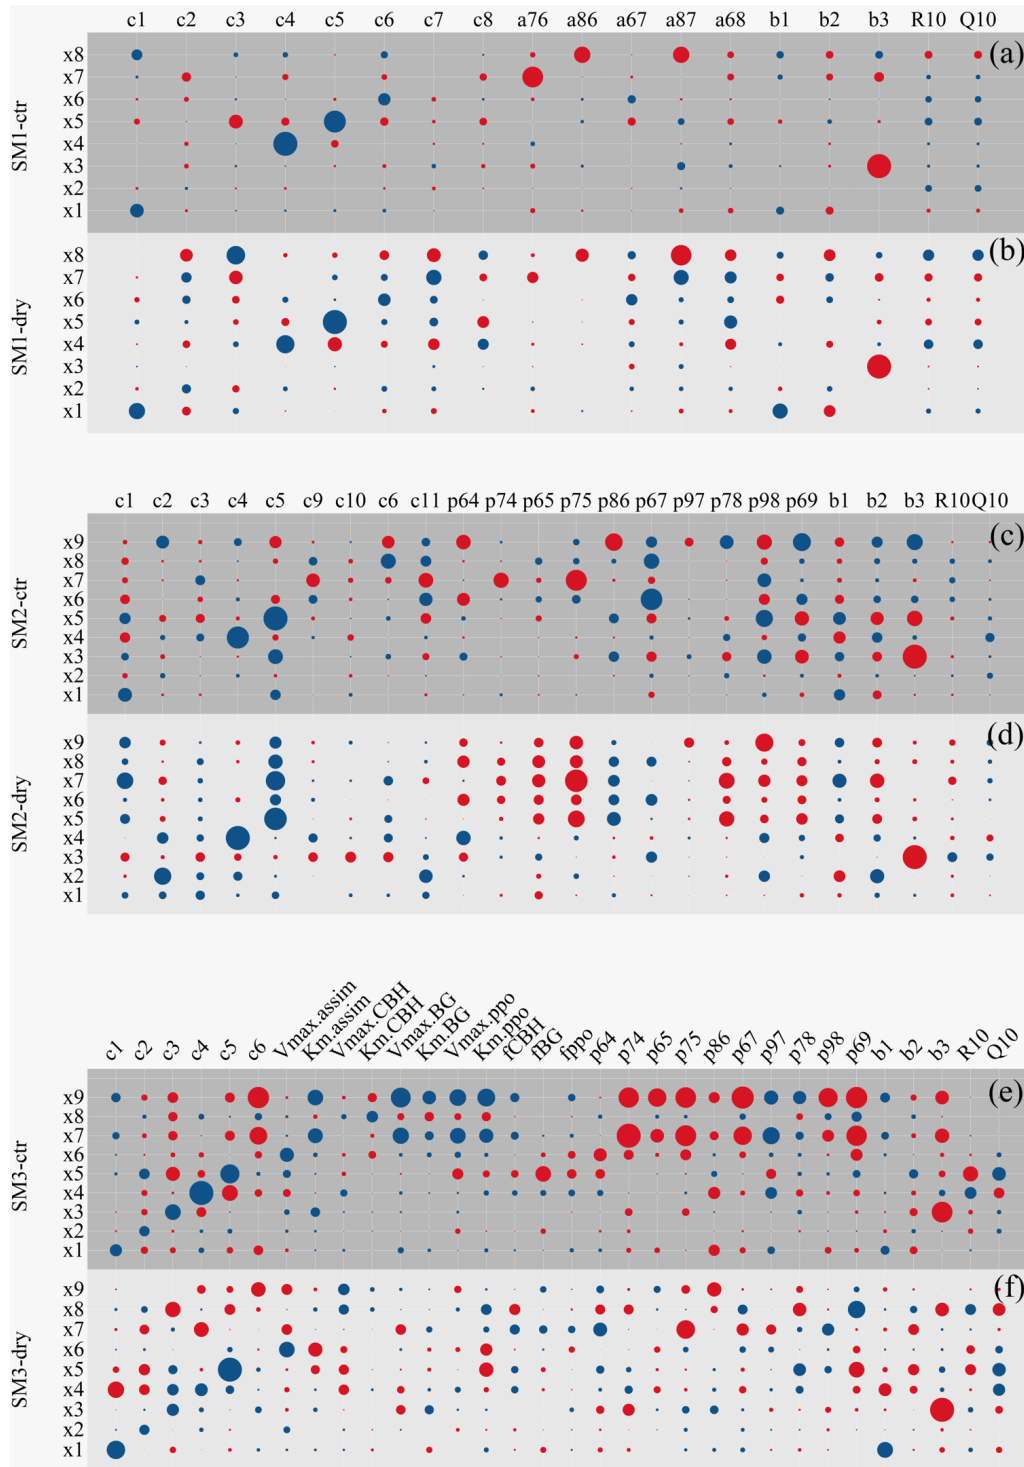 c1 c2 c3 c4 c5 c6 c7 c8 a76 a86 a67 a87 a68 b1 b2 b3 R10 Q10
(a)
SM1-ctr
x8
x7
x6
x5
x4
x3
x2
x1
(b)
SM1-dry
x8
x7
x6
x5
x4
x3
x2
x1
c1 c2 c3 c4 c5 c9 c10 c6 c11 p64 p74 p65 p75 p86 p67 p97 p78 p98 p69 b1 b2 b3 R10 Q10
(c)
SM2-ctr
x9
x8
x7
x6
x5
x4
x3
x2
x1
(d)
SM2-dry
x9
x8
x7
x6
x5
x4
x3
x2
x1
c1 c2 c3 c4 c5 c6 Vmax.assim Km.assim Vmax.CBH Km.CBH Vmax.BG Km.BG Vmax.ppo Km.ppo fCBH fBG fppo p64 p74 p65 p75 p86 p67 p97 p78 p98 p69 b1 b2 b3 R10 Q10
(e)
SM3-ctr
x9
x8
x7
x6
x5
x4
x3
x2
x1
(f)
SM3-dry
x9
x8
x7
x6
x5
x4
x3
x2
x1